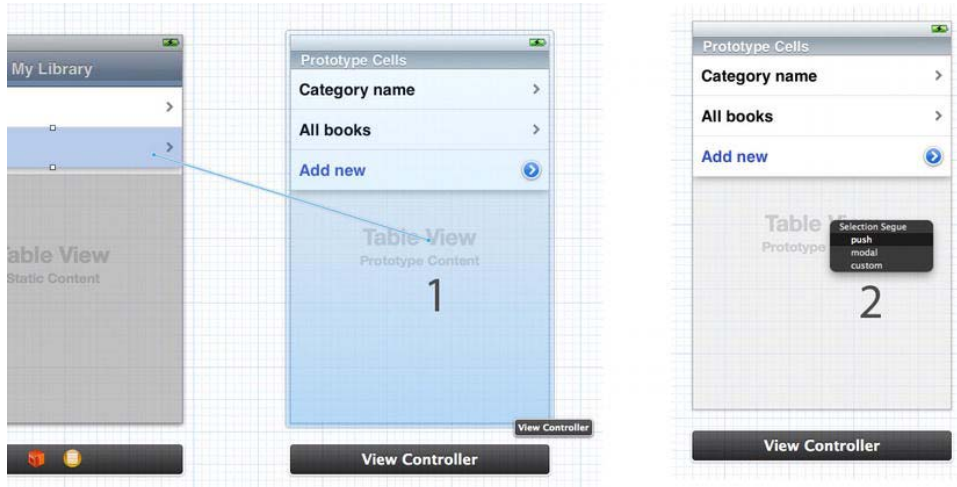 My Library
able View
Static Content
Prototype Cells
Category name
All books
Add new
Table View
Prototype Content
1
View Controller
View Controller
Prototype Cells
Category name
All books
Add new
Table
Prototype
Selection Segue
push
modal
custom
2
View Controller